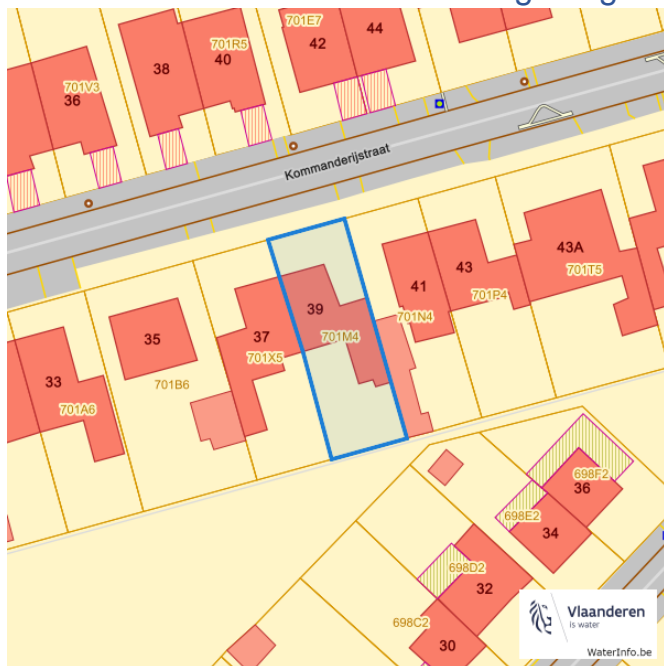 701E7
44
42
701R5
40
38
701V3
36
Kommanderijstraat
43A
701T5
43
41
701P4
39
701N4
37
701M4
35
701X5
701B6
33
701A6
698F2
36
698E2
34
698D2
32
698C2
30
Vlaanderen
is water
WaterInfo.be